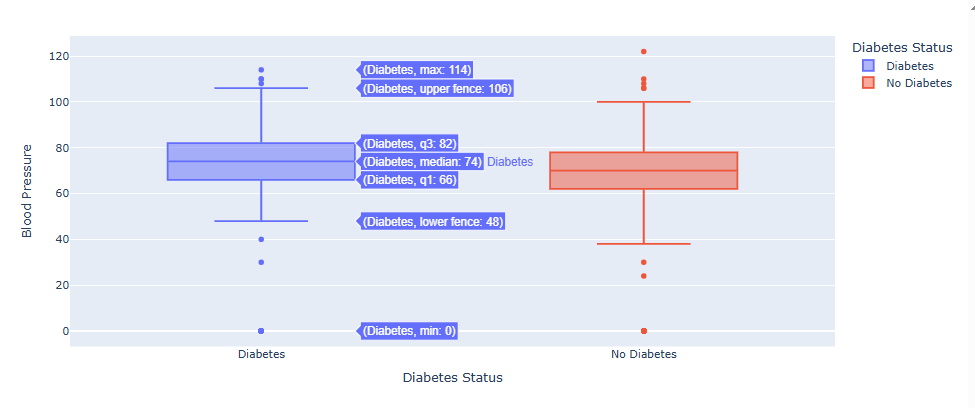 Diabetes Status
Diabetes
No Diabetes
120
100
80
60
40
20
0
Blood Pressure
(Diabetes, max: 114)
(Diabetes, upper fence: 106)
(Diabetes, q3: 82)
(Diabetes, median: 74) Diabetes
(Diabetes, q1: 66)
(Diabetes, lower fence: 48)
(Diabetes, min: 0)
Diabetes
No Diabetes
Diabetes Status